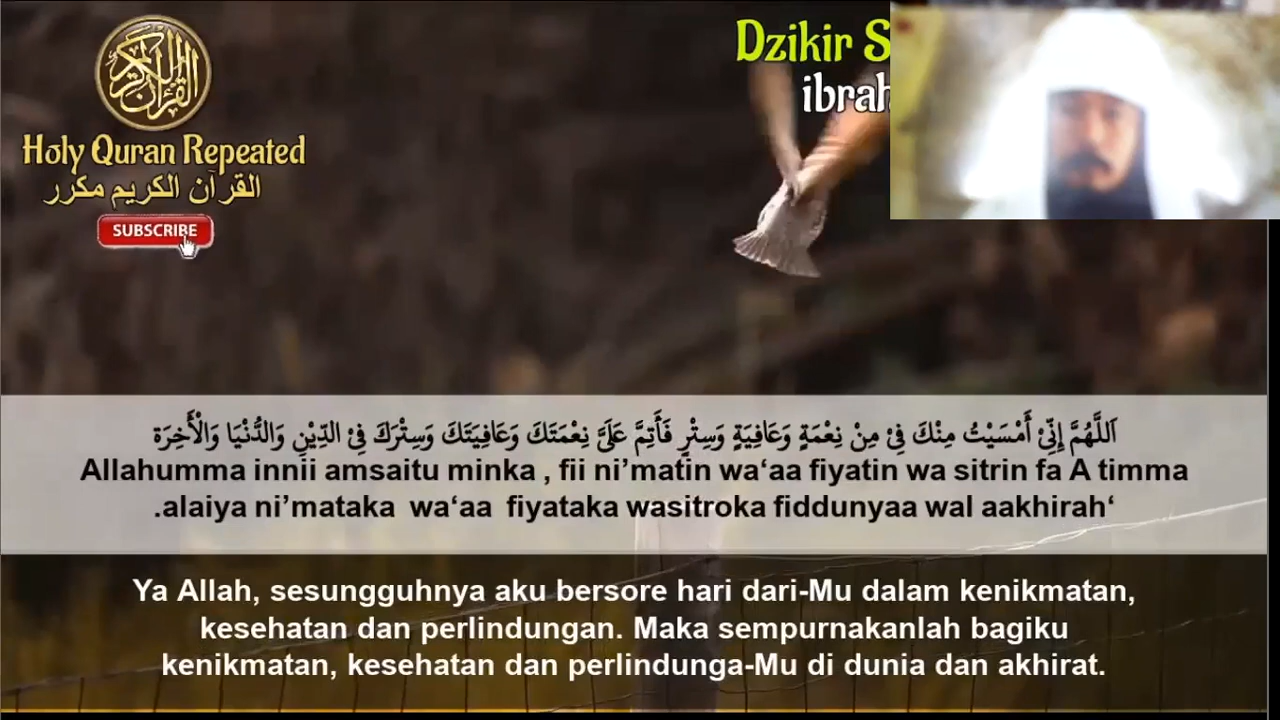 Dzikir S
ibrah
Holy Quran Repeated
القرآن الكريم مكرر
SUBSCRIBE
اَللَّهُمَّ إِنِّيْ أَمْسَيْتُ مِنْكَ فِيْ مِنْ نِعْمَةٍ وَعَافِيَةٍ وَسِتْرٍ فَأَتِمَّ عَلَيَّ نِعْمَتَكَ وَعَافِيَتَكَ وَسِتْرَكَ فِيْ الدِّيْنِ وَالدُّنْيَا وَالْأَخِرَة
Allahumma innii amsaitu minka , fii ni’matin wa‘aa fiyatin wa sitrin fa A timma
.alaiya ni’mataka wa‘aa fiyataka wasitroka fiddunyaa wal aakhirah‘
Ya Allah, sesungguhnya aku bersore hari dari-Mu dalam kenikmatan,
kesehatan dan perlindungan. Maka sempurnakanlah bagiku
kenikmatan, kesehatan dan perlindunga-Mu di dunia dan akhirat.